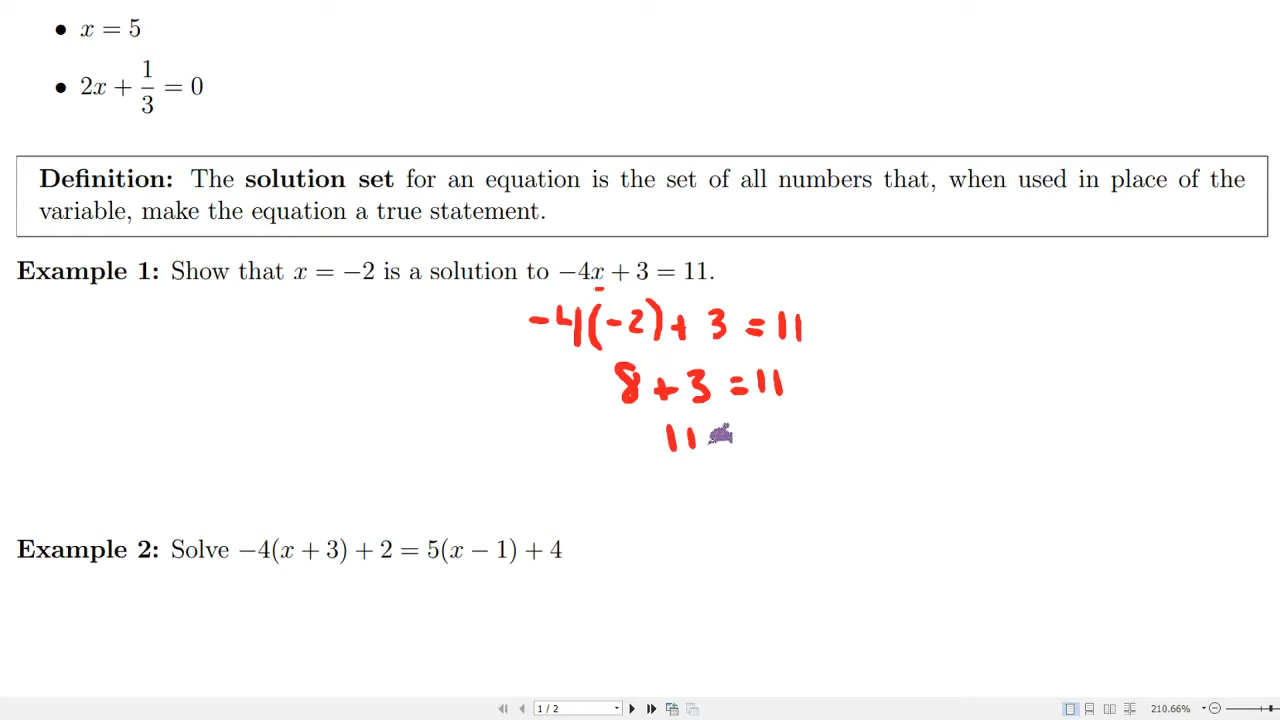 • x = 5
• 2x + 1/3 = 0
Definition: The solution set for an equation is the set of all numbers that, when used in place of the
variable, make the equation a true statement.
Example 1: Show that x = −2 is a solution to −4x + 3 = 11.
-4(-2) + 3 = 11
8 + 3 = 11
11
Example 2: Solve −4(x + 3) + 2 = 5(x − 1) + 4
1 / 2
210.66%